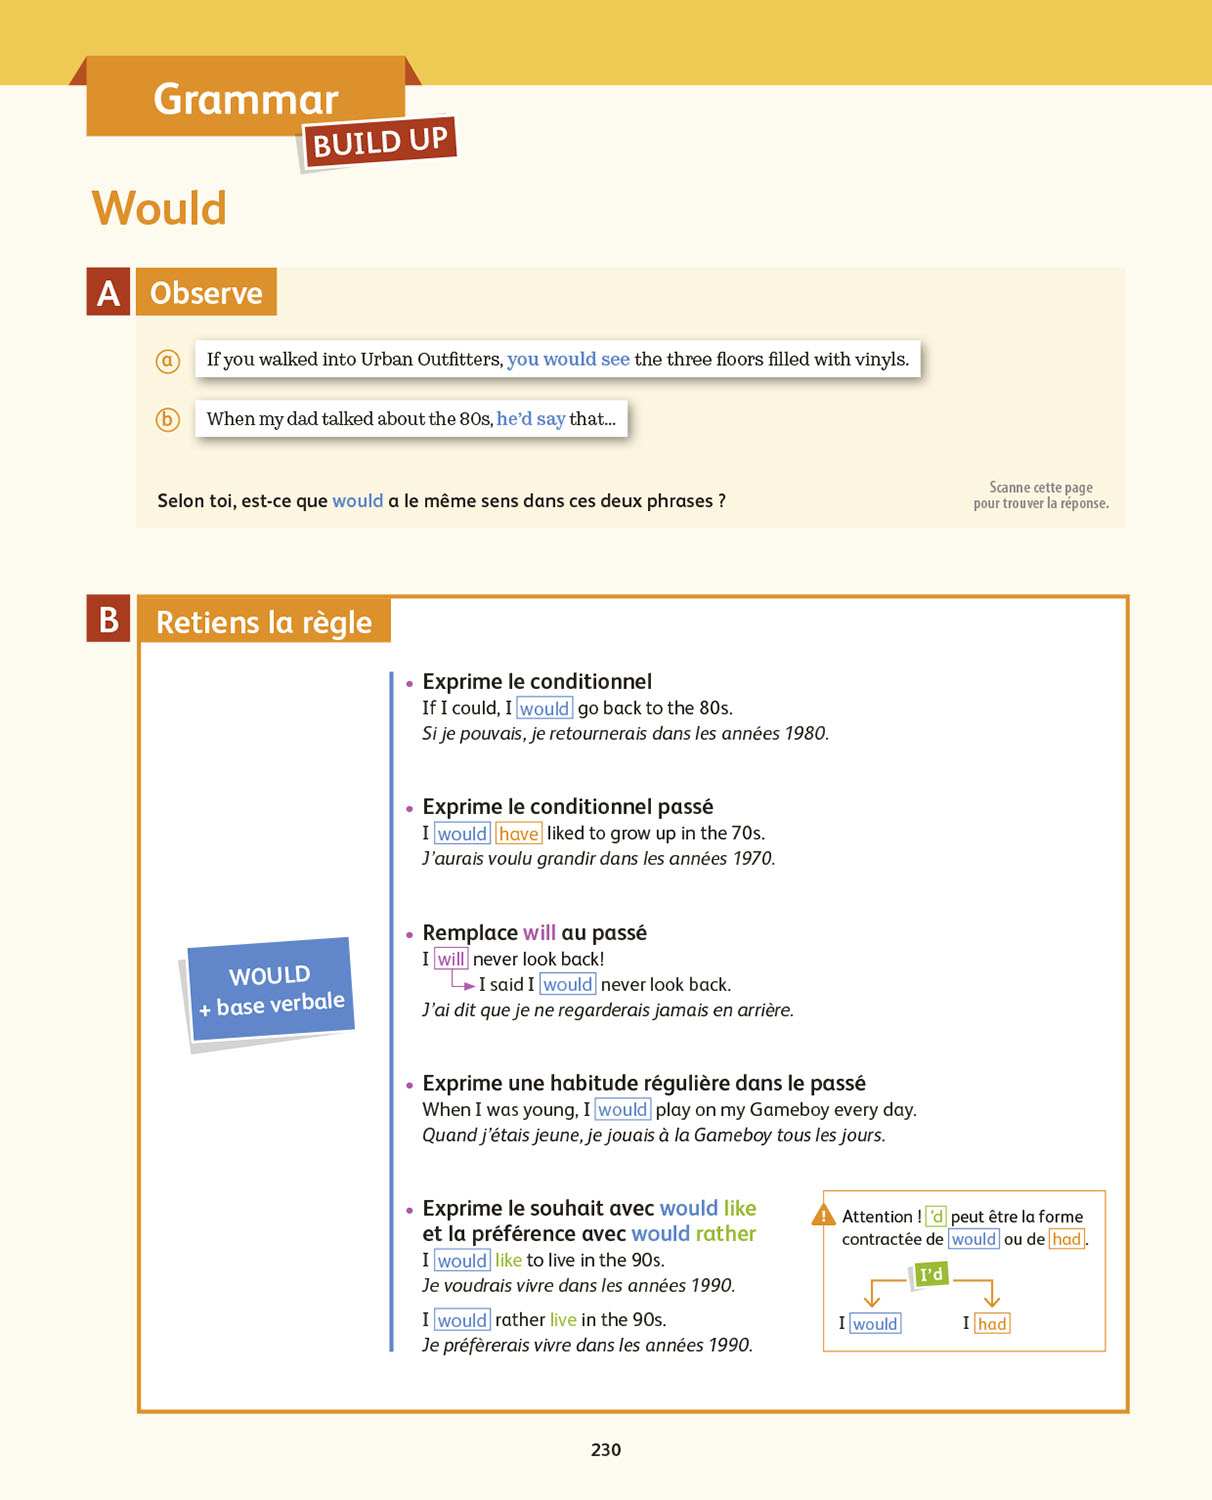 Grammar
BUILD UP
Would
A Observe
a If you walked into Urban Outfitters, you would see the three floors filled with vinyls.
b When my dad talked about the 80s, he’d say that...
Selon toi, est-ce que would a le même sens dans ces deux phrases ?
Scanne cette page
pour trouver la réponse.
B Retiens la règle
WOULD
+ base verbale
• Exprime le conditionnel
If I could, I would go back to the 80s.
Si je pouvais, je retournerais dans les années 1980.
• Exprime le conditionnel passé
I would have liked to grow up in the 70s.
J’aurais voulu grandir dans les années 1970.
• Remplace will au passé
I will never look back!
I said I would never look back.
J’ai dit que je ne regarderais jamais en arrière.
• Exprime une habitude régulière dans le passé
When I was young, I would play on my Gameboy every day.
Quand j’étais jeune, je jouais à la Gameboy tous les jours.
• Exprime le souhait avec would like
et la préférence avec would rather
I would like to live in the 90s.
Je voudrais vivre dans les années 1990.
I would rather live in the 90s.
Je préfèrerais vivre dans les années 1990.
! Attention ! ’d peut être la forme
contractée de would ou de had.
I’d
I would I had
230